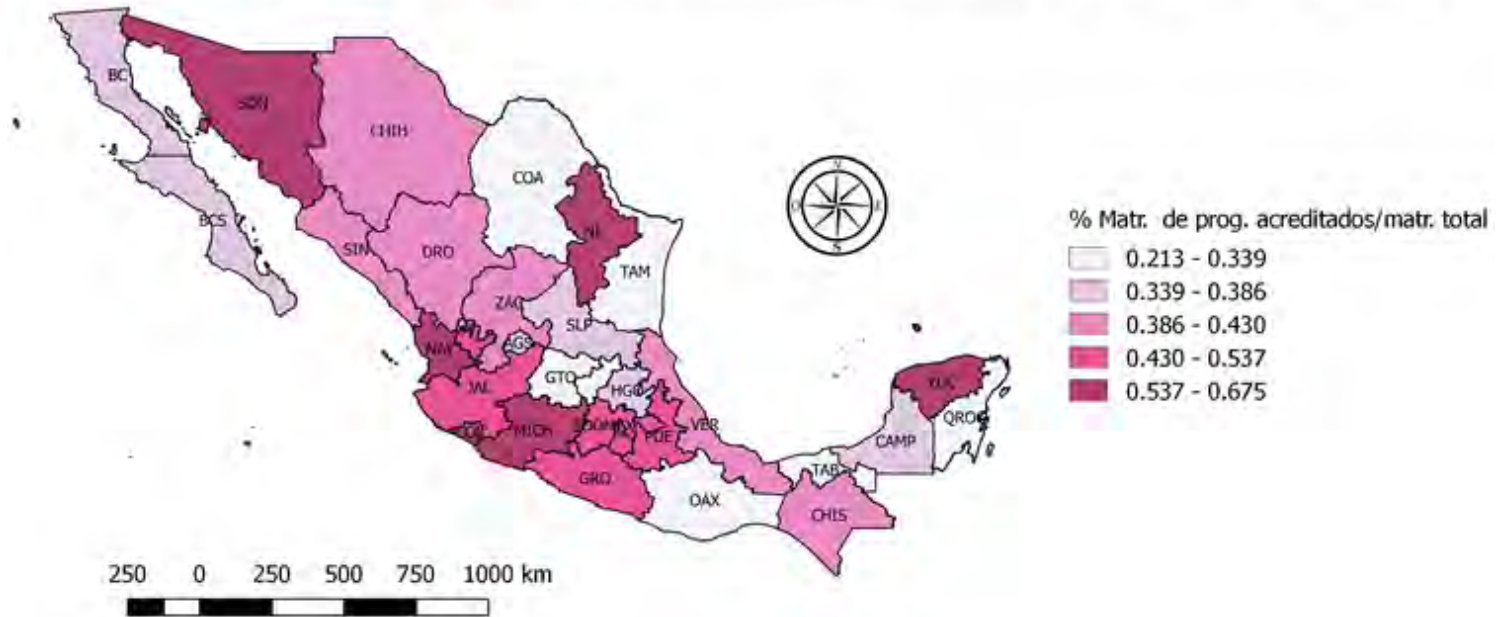 BC
SON
CHIH
COA
BCS
NL
SIN
DRO
TAM
ZAC
SLP
NAY
AGS
GTO
JAL
HGO
YUC
QRO
COL
MICH
PUE
VER
CAMP
TAB
GRO
OAX
CHIS
N
S
% Matr. de prog. acreditados/matr. total
0.213 - 0.339
0.339 - 0.386
0.386 - 0.430
0.430 - 0.537
0.537 - 0.675
250 0 250 500 750 1000 km